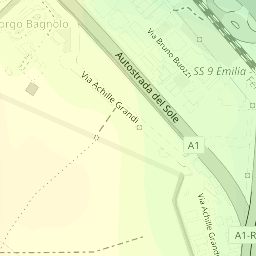 orgo Bagnolo
Via Bruno Buozzi
SS 9 Emilia
Autostrada del Sole
Via Achille Grandi
A1
Via Achille Grandi
A1-R